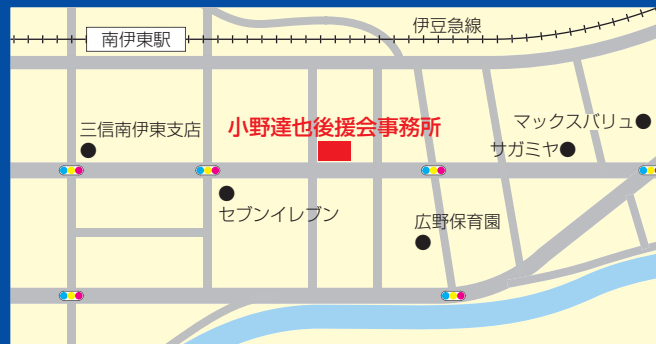 伊豆急線
南伊東駅
三信南伊東支店
小野達也後援会事務所
マックスバリュ
サガミヤ
セブンイレブン
広野保育園